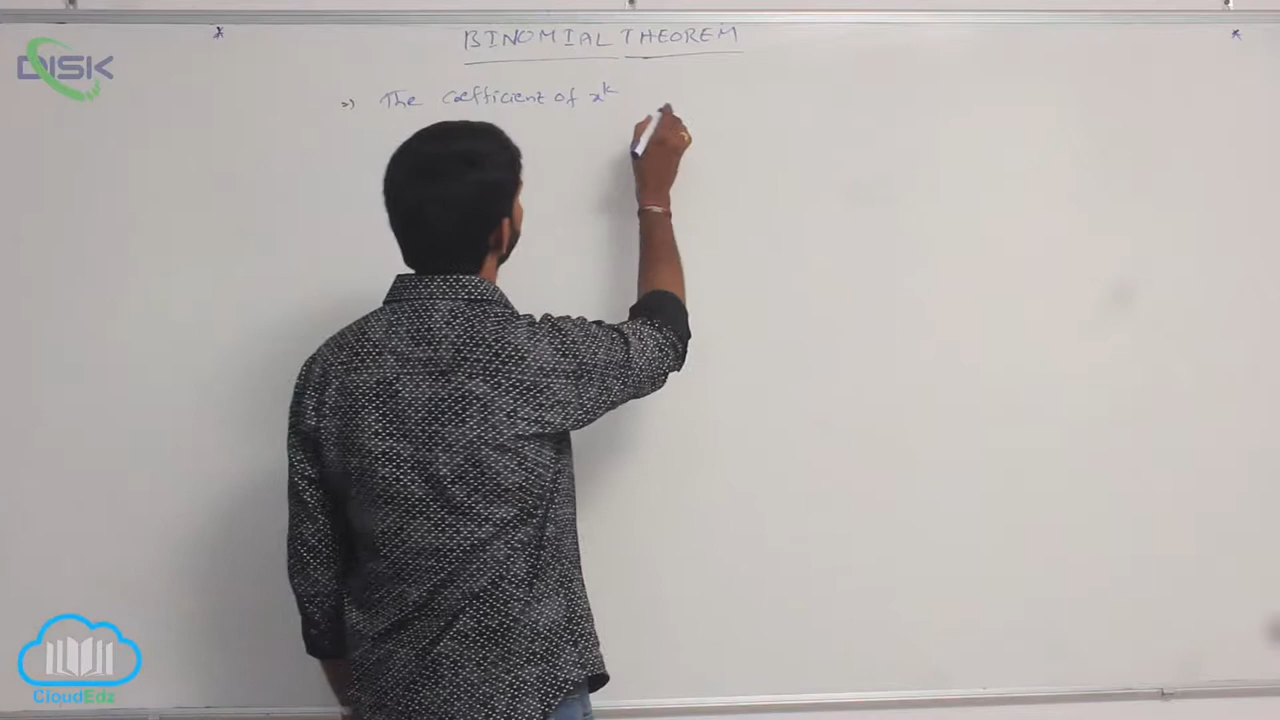 BINOMIAL THEOREM
DISK
=) The coefficient of x^k
CloudEdz